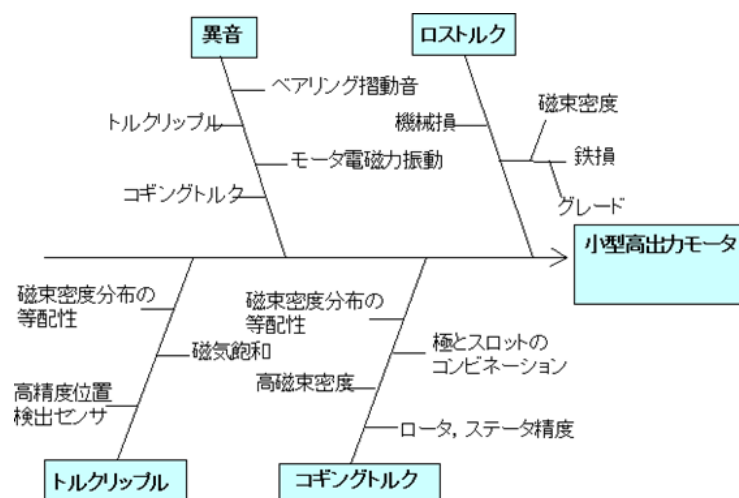 異音
ロストルク
ベアリング摺動音
トルクリップル
モータ電磁力振動
コギングトルク
機械損
磁束密度
鉄損
グレード
小型高出力モータ
磁束密度分布の
等配性
磁気飽和
高精度位置
検出センサ
磁束密度分布の
等配性
極とスロットの
コンビネーション
高磁束密度
ロータ，ステータ精度
トルクリップル
コギングトルク